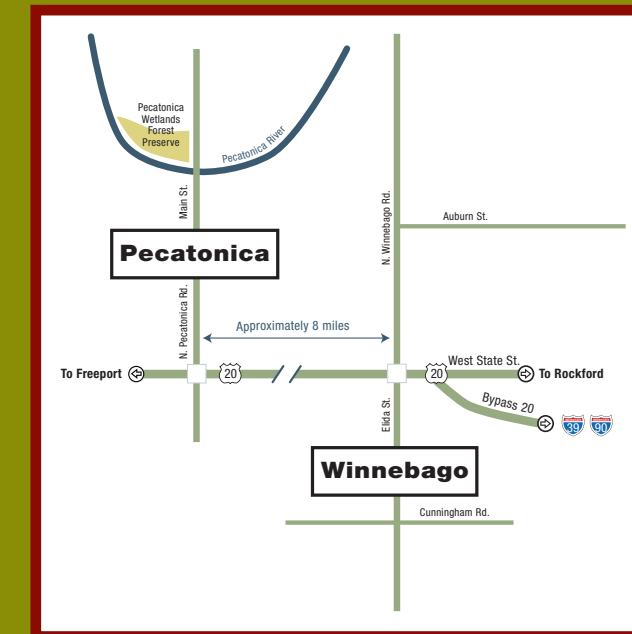 Pecatonica
Wetlands
Forest
Preserve
Pecatonica River
Main St.
N. Winnebago Rd.
Auburn St.
Pecatonica
N. Pecatonica Rd.
Approximately 8 miles
To Freeport
20
20
West State St.
To Rockford
Bypass 20
39
90
Elida St.
Winnebago
Cunningham Rd.